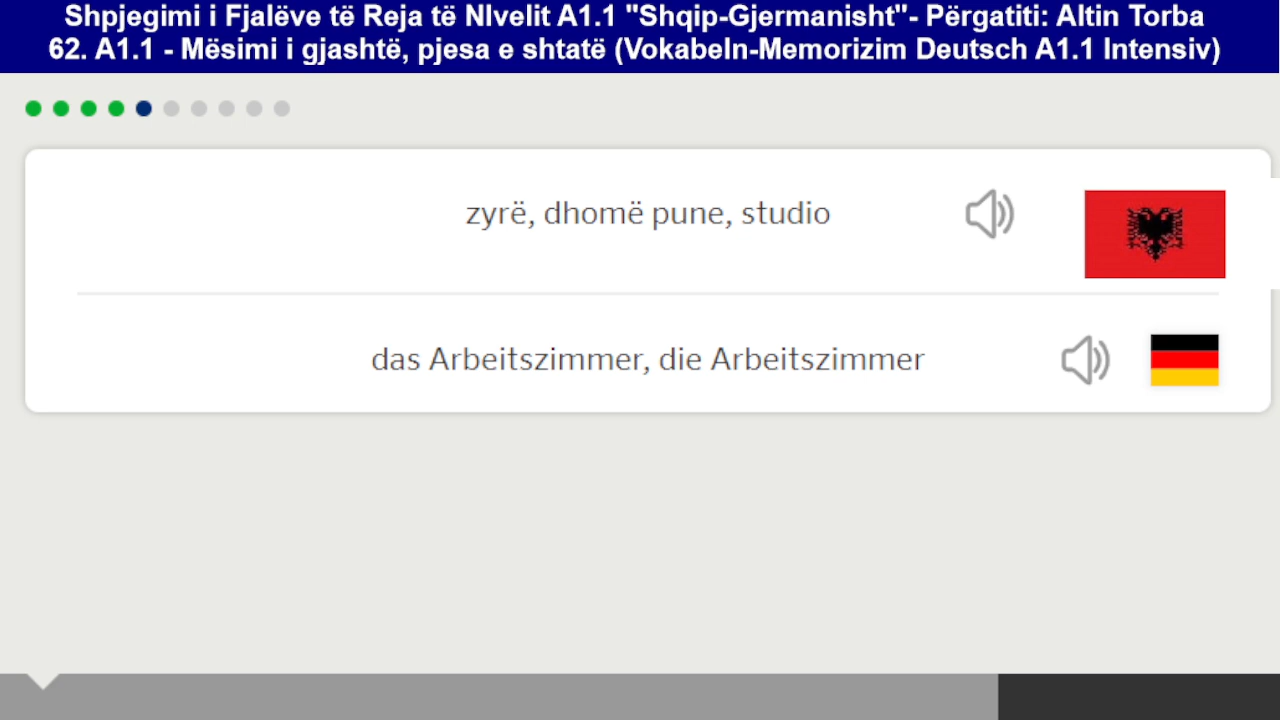 Shpjegimi i Fjalëve të Reja të NIvelit A1.1 "Shqip-Gjermanisht"- Përgatiti: Altin Torba
62. A1.1 - Mësimi i gjashtë, pjesa e shtatë (Vokabeln-Memorizim Deutsch A1.1 Intensiv)
zyrë, dhomë pune, studio
das Arbeitszimmer, die Arbeitszimmer